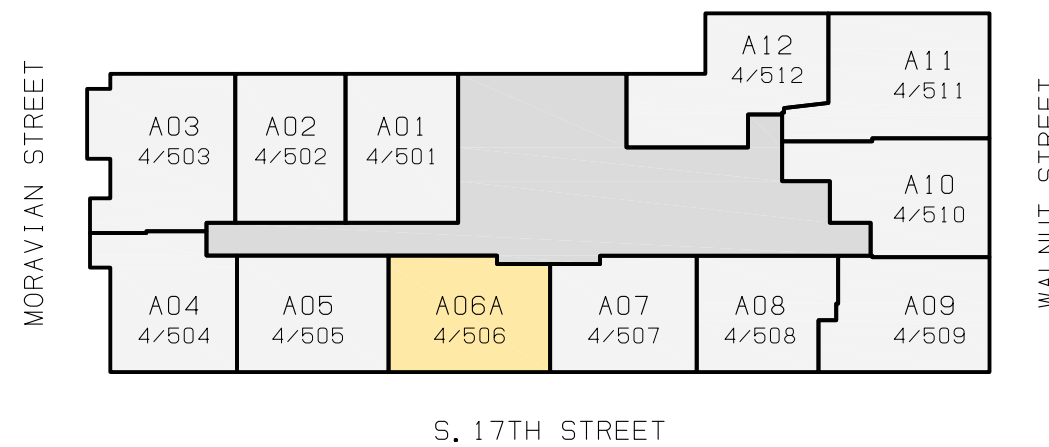 A12
4/512
A11
4/511
A03
4/503
A02
4/502
A01
4/501
A10
4/510
A04
4/504
A05
4/505
A06A
4/506
A07
4/507
A08
4/508
A09
4/509
MORAVIAN STREET
WALNUT STREET
S. 17TH STREET